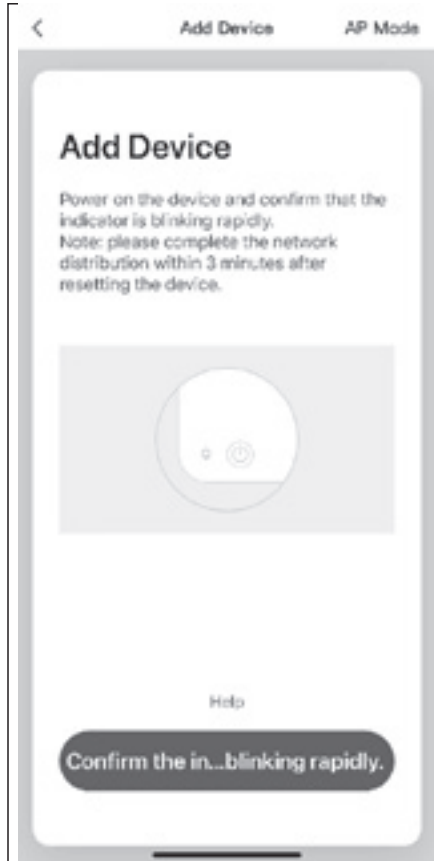 Add Device AP Mode
Add Device
Power on the device and confirm that the
indicator is blinking rapidly.
Note: please complete the network
distribution within 3 minutes after
resetting the device.
Help
Confirm the in...blinking rapidly.